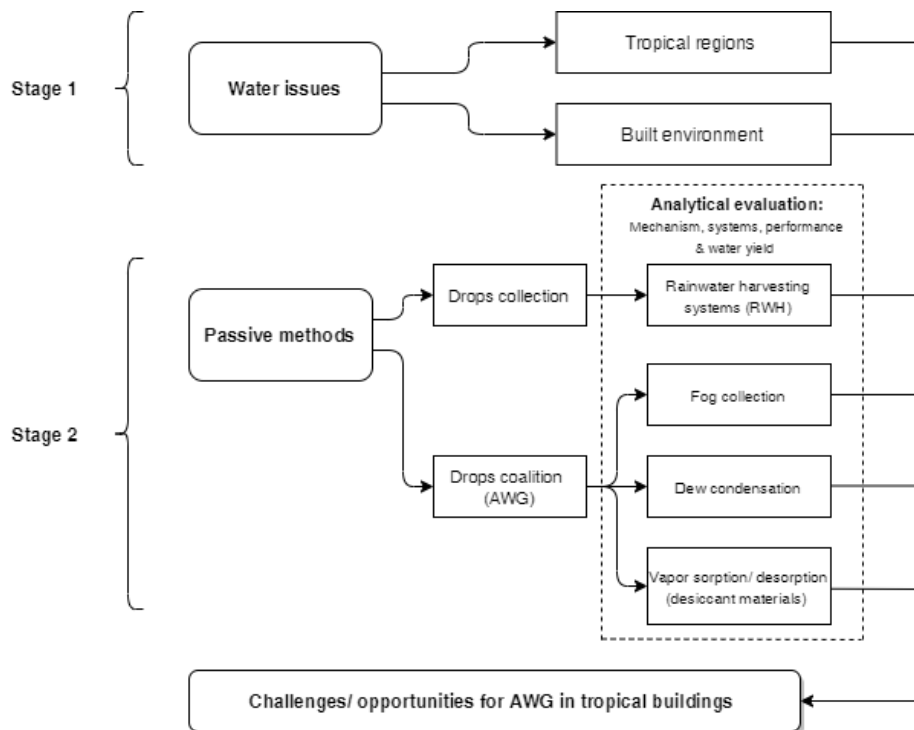 Stage 1
Water issues
Tropical regions
Built environment
Analytical evaluation:
Mechanism, systems, performance
& water yield
Stage 2
Passive methods
Drops collection
Rainwater harvesting
systems (RWH)
Fog collection
Drops coalition
(AWG)
Dew condensation
Vapor sorption/ desorption
(desiccant materials)
Challenges/ opportunities for AWG in tropical buildings